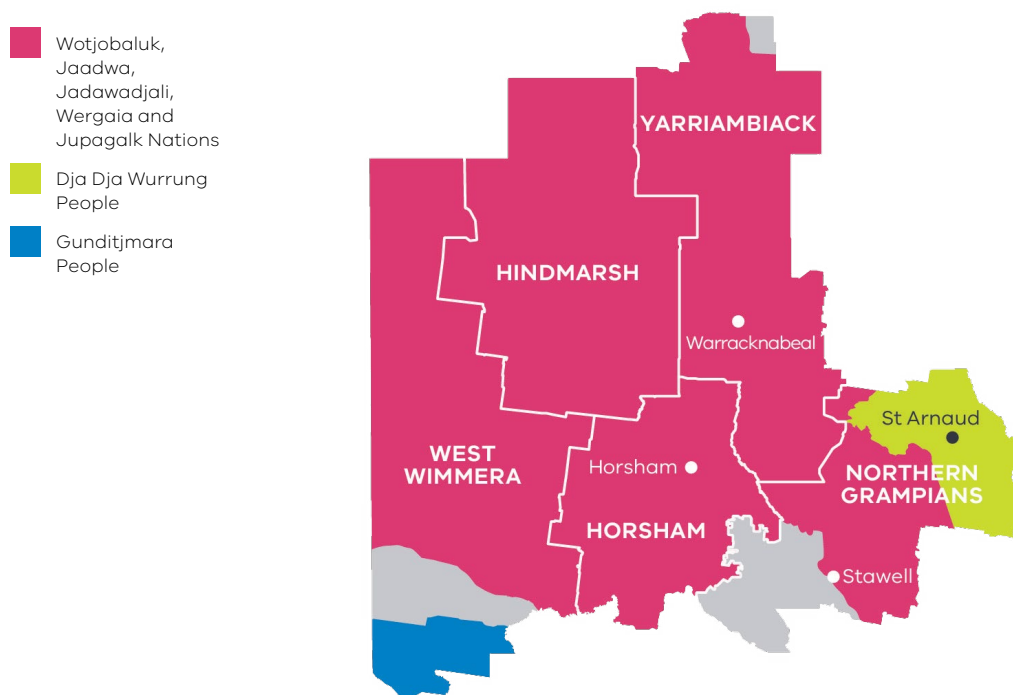 Wotjobaluk,
Jaadwa,
Jadawadjali,
Wergaia and
Jupagalk Nations
Dja Dja Wurrung
People
Gunditjmara
People
YARRIAMBIACK
HINDMARSH
Warracknabeal
St Arnaud
WEST
WIMMERA
Horsham
NORTHERN
GRAMPIANS
HORSHAM
Stawell